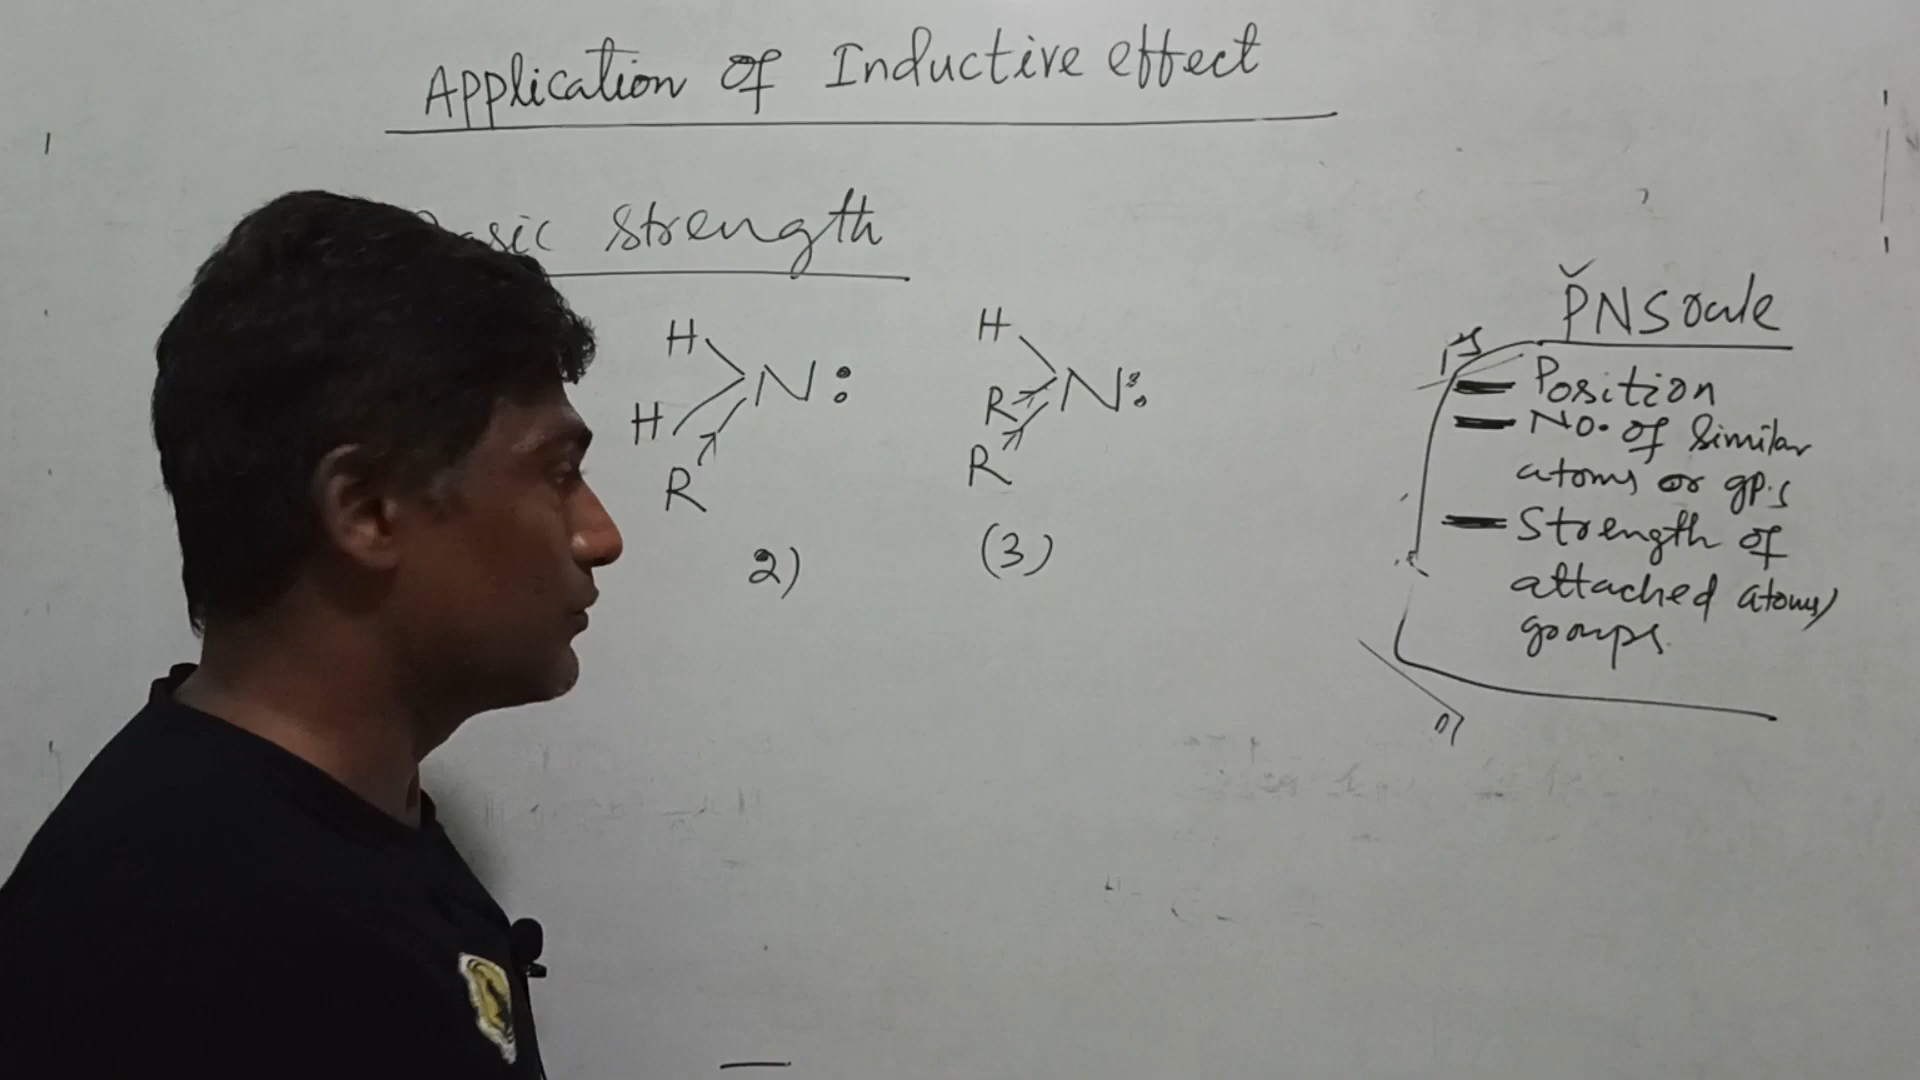 Application of Inductive effect
Basic Strength
H
N:
H
R
2)
H
N:
R
R
(3)
PNS rule
Position
No. of Similar
atoms or gp.s
Strength of
attached atoms/
groups.